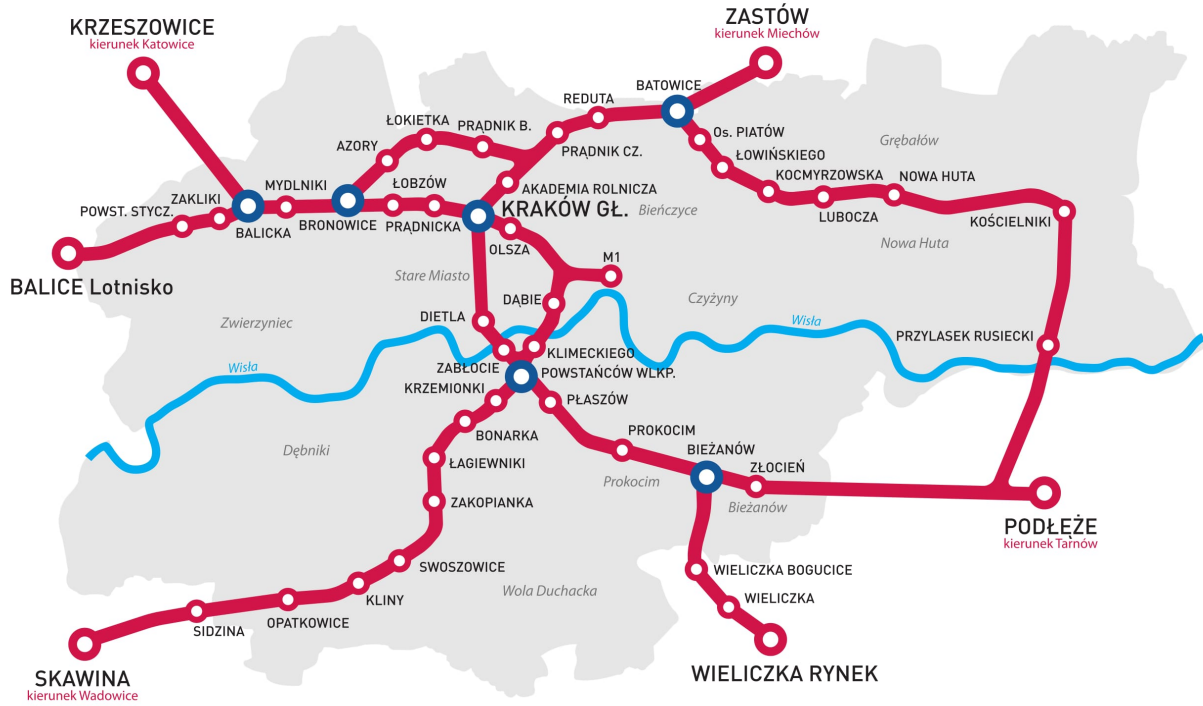 KRZESZOWICE
kierunek Katowice
ZASTÓW
kierunek Miechów
BATOWICE
REDUTA
ŁOKIETKA
PRĄDNIK B.
AZORY
PRĄDNIK CZ.
Os. PIATÓW
ŁOWIŃSKIEGO
Grębałów
KOCMYRZOWSKA
NOWA HUTA
LUBOCZA
KOŚCIELNIKI
Nowa Huta
MYDLNIKI
ZAKLIKI
POWST. STYCZ.
BALICKA
BRONOWICE
ŁOBZÓW
PRĄDNICKA
AKADEMIA ROLNICZA
KRAKÓW GŁ.
Bieńczyce
OLSZA
M1
BALICE Lotnisko
Stare Miasto
DĄBIE
Czyżyny
DIETLA
Zwierzyniec
Wisła
PRZYLASEK RUSIECKI
KLIMECKIEGO
ZABŁOCIE
Wisła
POWSTAŃCÓW WLKP.
KRZEMIONKI
PŁASZÓW
BONARKA
PROKOCIM
BIEŻANÓW
Dębniki
ŁAGIEWNIKI
ZŁOCIEŃ
Prokocim
Bieżanów
ZAKOPIANKA
PODŁĘŻE
kierunek Tarnów
SWOSZOWICE
WIELICZKA BOGUCICE
Wola Duchacka
KLINY
WIELICZKA
OPATKOWICE
SIDZINA
WIELICZKA RYNEK
SKAWINA
kierunek Wadowice